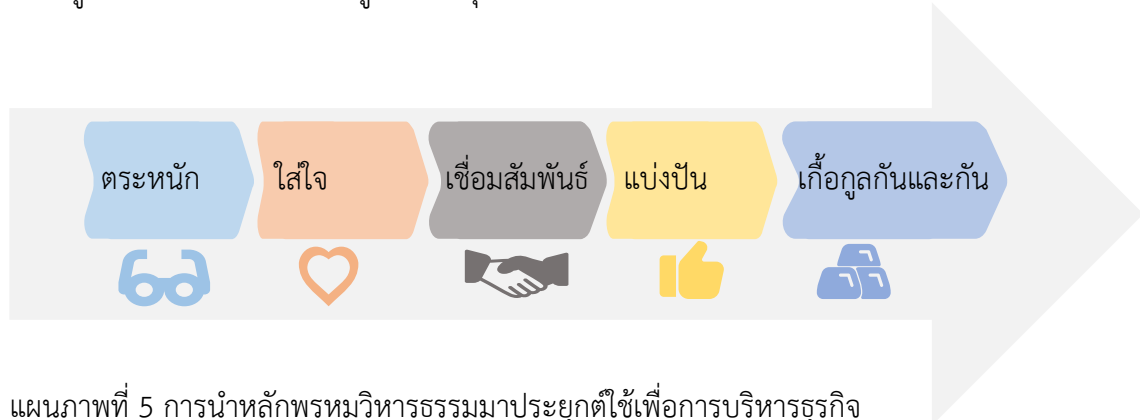 ตระหนัก
ใส่ใจ
เชื่อมสัมพันธ์
แบ่งปัน
เกื้อกูลกันและกัน
แผนภาพที่ 5 การนำหลักพรหมวิหารธรรมมาประยุกต์ใช้เพื่อการบริหารธุรกิจ